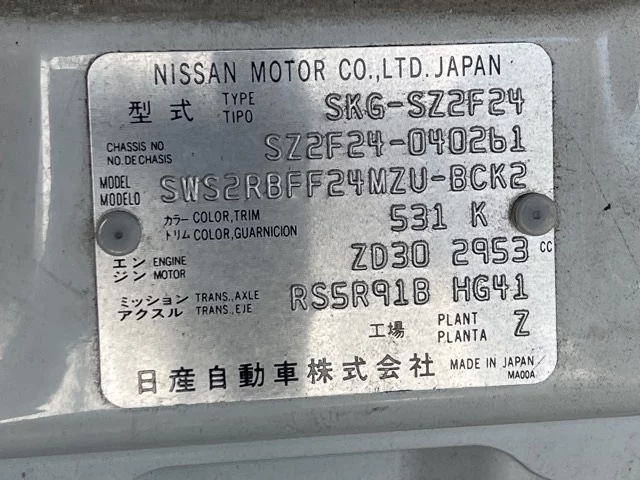 NISSAN MOTOR CO.,LTD. JAPAN
型式 TYPE TIPO SKG-SZ2F24
CHASSIS NO NO. DE CHASIS SZ2F24-040261
MODEL MODELO SWS2RBFF24MZU-BCK2
カラー COLOR, TRIM
トリム COLOR, GUARNICION 531 K
エンジン ENGINE MOTOR ZD30 2953 CC
ミッション TRANS., AXLE
アクスル TRANS., EJE RS5R91B HG41
工場 PLANT PLANTA Z
日産自動車株式会社 MADE IN JAPAN
MA00A